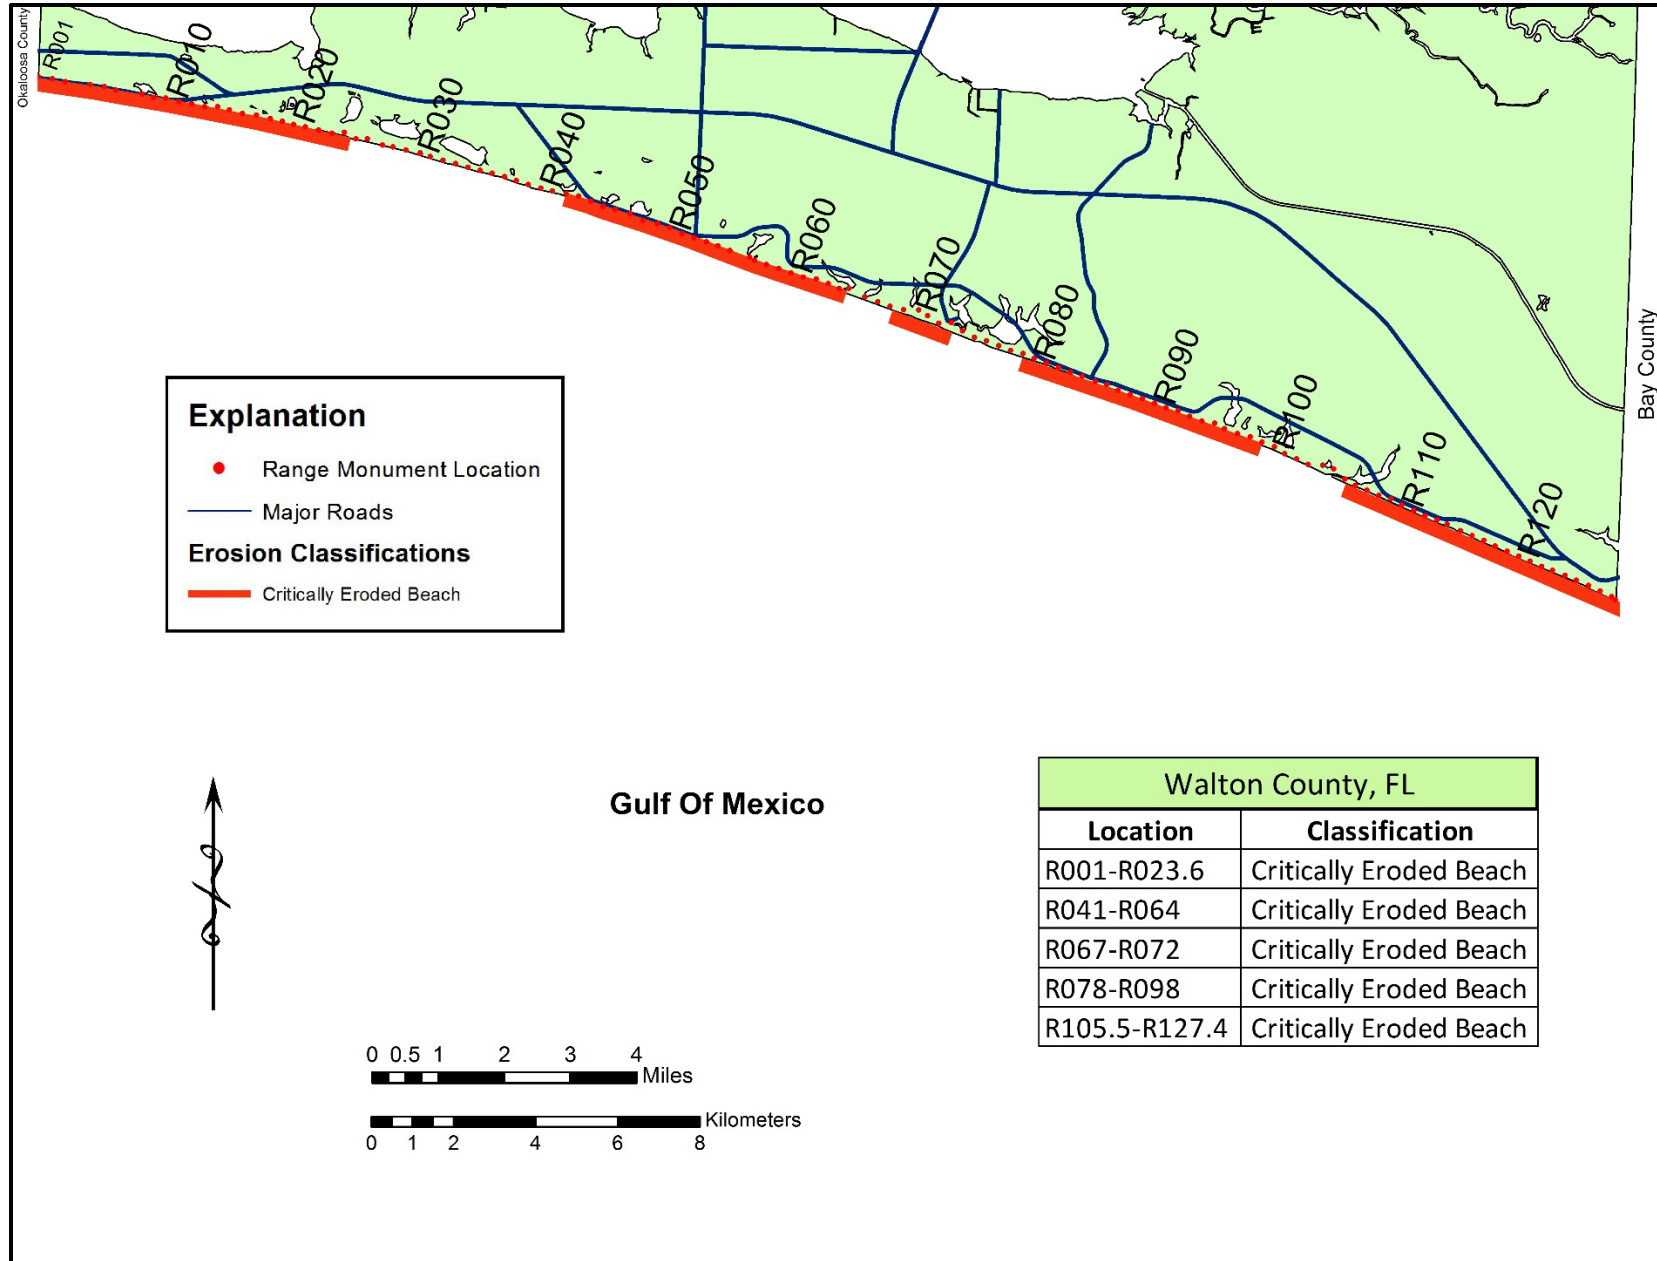 Okaloosa County
R001
R010
R020
R030
R040
R050
R060
R070
R080
R090
R100
R110
R120
Bay County
Explanation
Range Monument Location
Major Roads
Erosion Classifications
Critically Eroded Beach
Gulf Of Mexico
Walton County, FL
Location Classification
R001-R023.6 Critically Eroded Beach
R041-R064 Critically Eroded Beach
R067-R072 Critically Eroded Beach
R078-R098 Critically Eroded Beach
R105.5-R127.4 Critically Eroded Beach
0 0.5 1 2 3 4
Miles
Kilometers
0 1 2 4 6 8